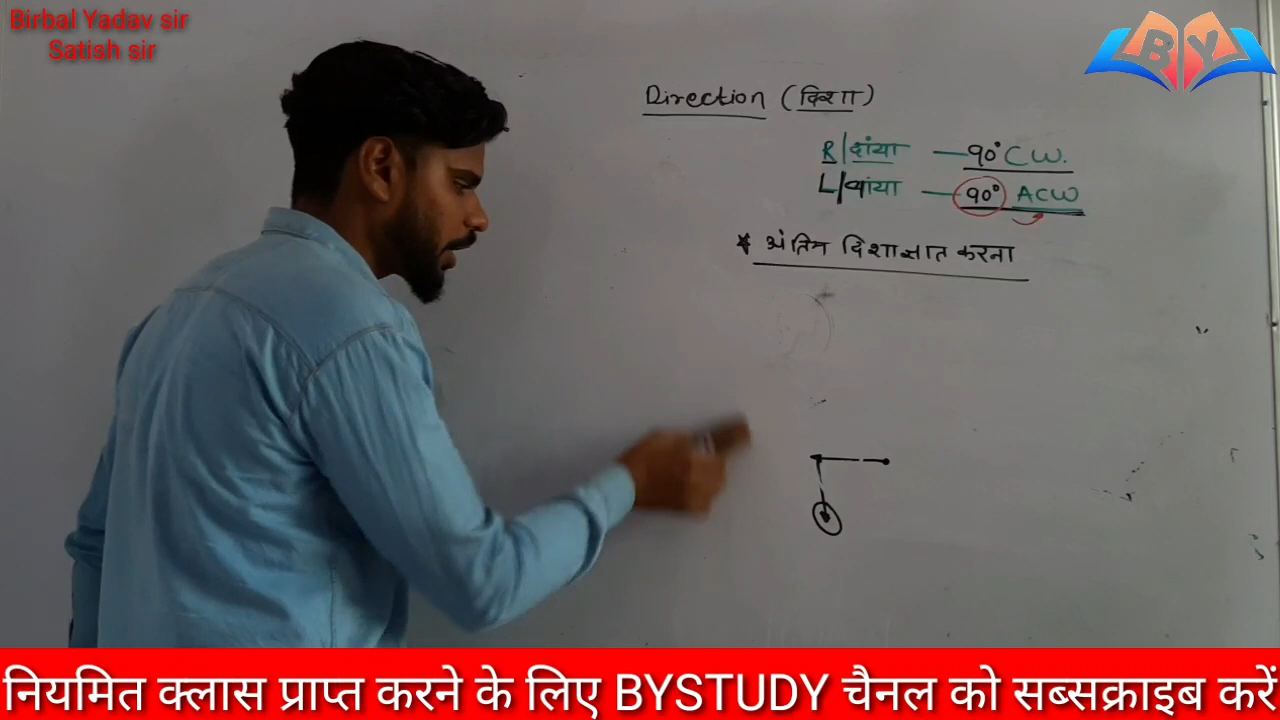 Birbal Yadav sir
Satish sir
BY
Direction (दिशा)
R/दांया — 90° CW.
L/बांया — 90° ACW
* अंतिम दिशा ज्ञात करना
नियमित क्लास प्राप्त करने के लिए BYSTUDY चैनल को सब्सक्राइब करें